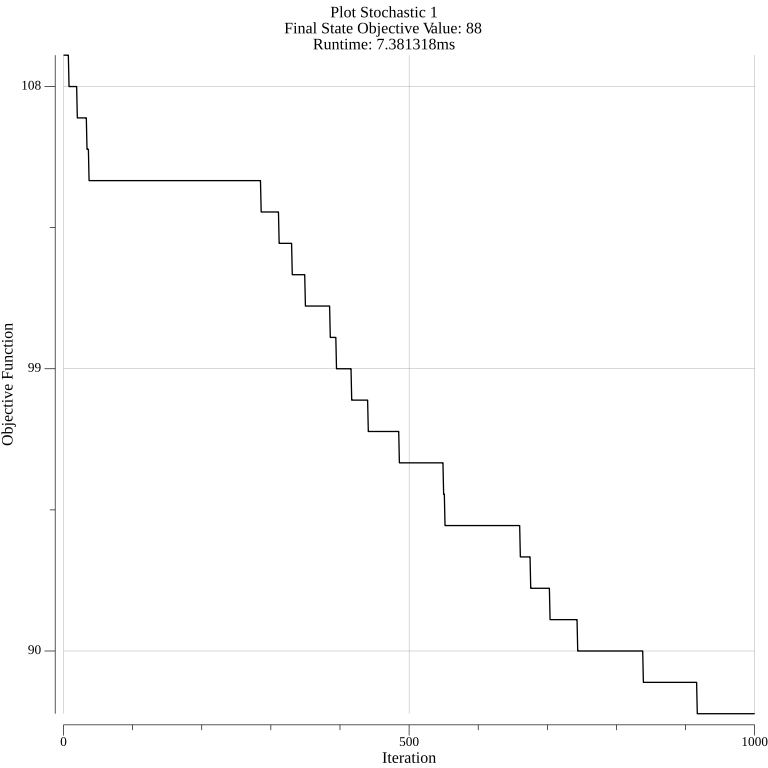 Plot Stochastic 1
Final State Objective Value: 88
Runtime: 7.381318ms
108
99
90
Objective Function
0
500
1000
Iteration